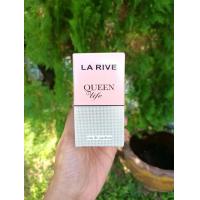 LA RIVE
QUEEN
of life
eau de parfum